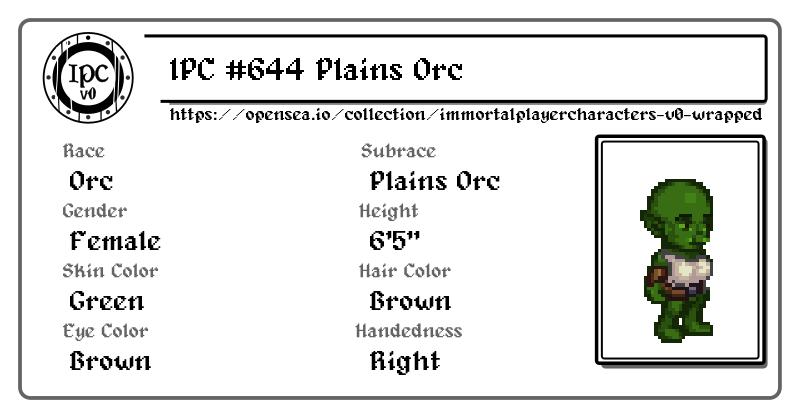 IPC
v0
IPC #644 Plains Orc
https://opensea.io/collection/immortalplayercharacters-v0-wrapped
Race
Orc
Subrace
Plains Orc
Gender
Female
Height
6'5"
Skin Color
Green
Hair Color
Brown
Eye Color
Brown
Handedness
Right